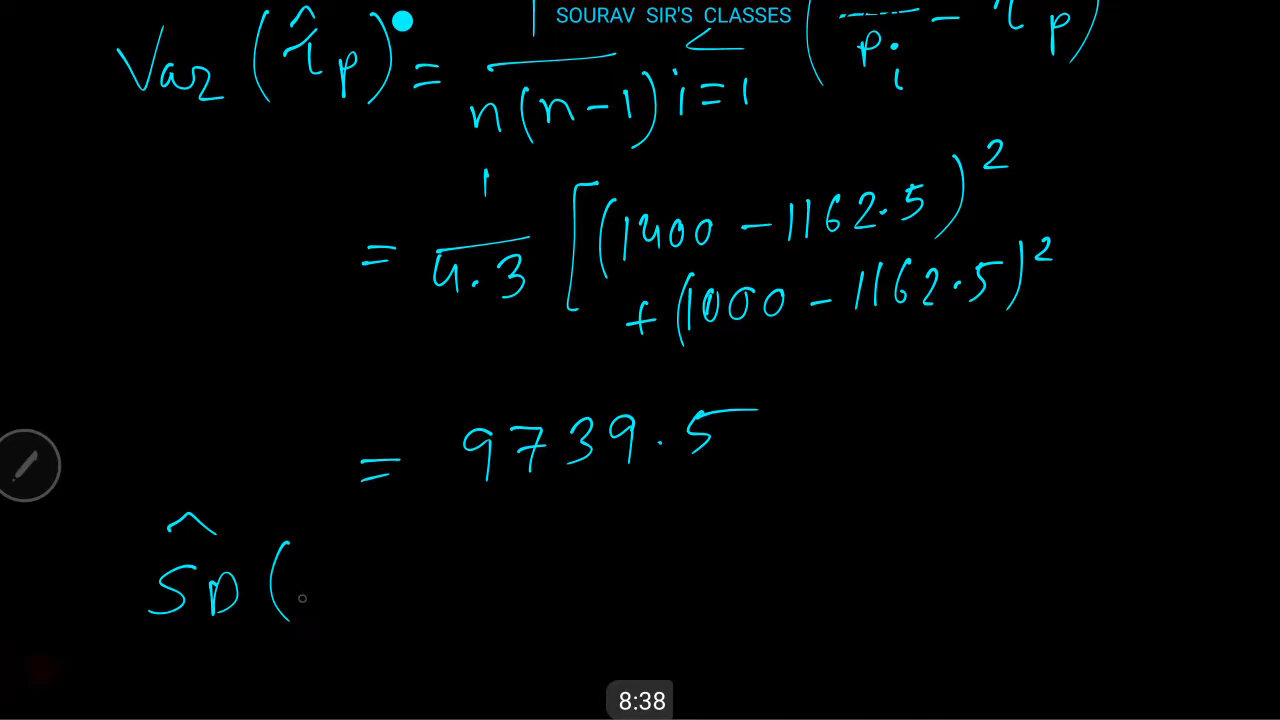 SOURAV SIR'S CLASSES
Var (τ̂p) = 1/(n(n-1)) Σ i=1 ( /pi - τ̂p)
= 1/4.3 [(1400 - 1162.5)²
+ (1000 - 1162.5)²
= 9739.5
ŜD (
8:38